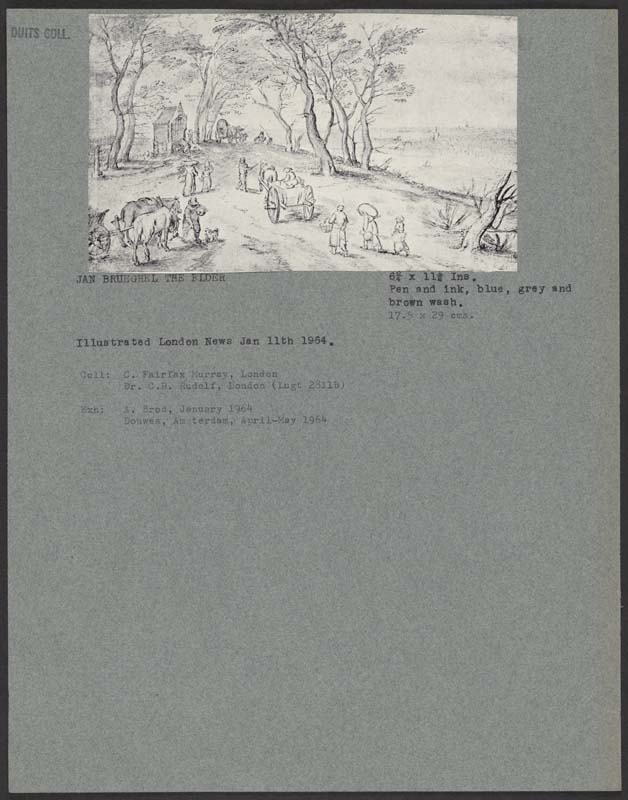 DUITS COLL.
JAN BRUEGHEL THE ELDER
6¾ x 11½ Ins.
Pen and ink, blue, grey and
brown wash.
17.5 x 29 cms.
Illustrated London News Jan 11th 1964.
Coll: C. Fairfax Murray, London
Dr. C.R. Rudolf, London (Lugt 2811b)
Exh: A. Brod, January 1964
Douwes, Amsterdam, April-May 1964